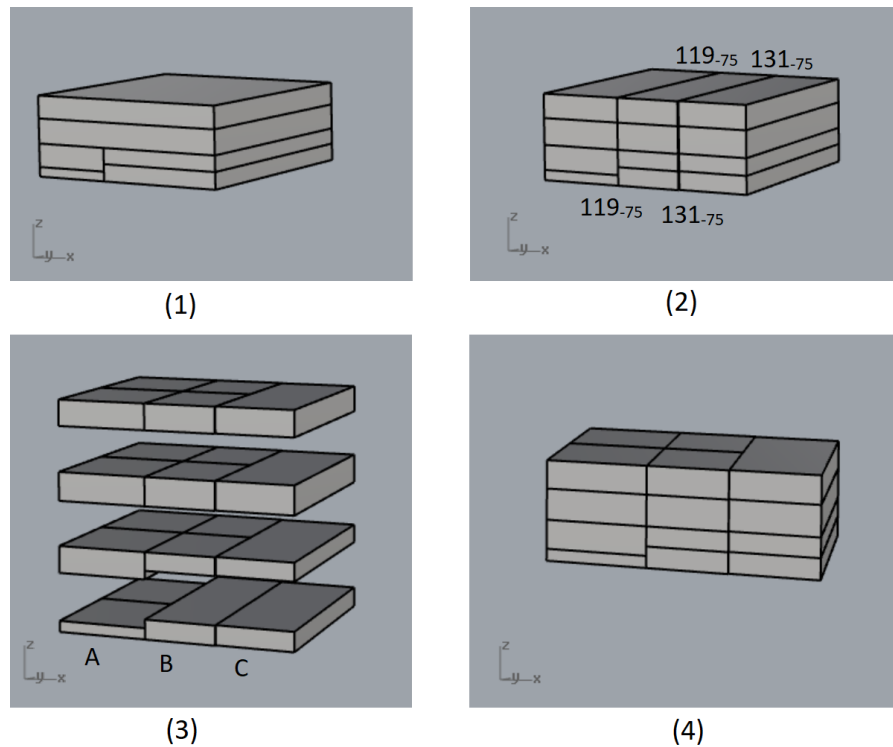 119-75 131-75
z
y x
z
y x
119-75 131-75
(1)
(2)
z
y x
A B C
z
y x
(3)
(4)